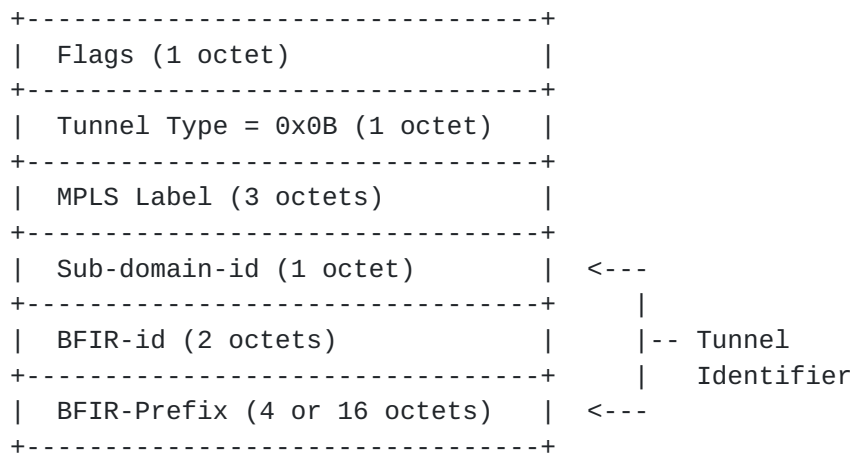 +---------------------------------+
|  Flags (1 octet)                |
+---------------------------------+
|  Tunnel Type = 0x0B (1 octet)   |
+---------------------------------+
|  MPLS Label (3 octets)          |
+---------------------------------+
|  Sub-domain-id (1 octet)        |  <---
+---------------------------------+     |
|  BFIR-id (2 octets)             |     |-- Tunnel
+---------------------------------+     |   Identifier
|  BFIR-Prefix (4 or 16 octets)   |  <---
+---------------------------------+